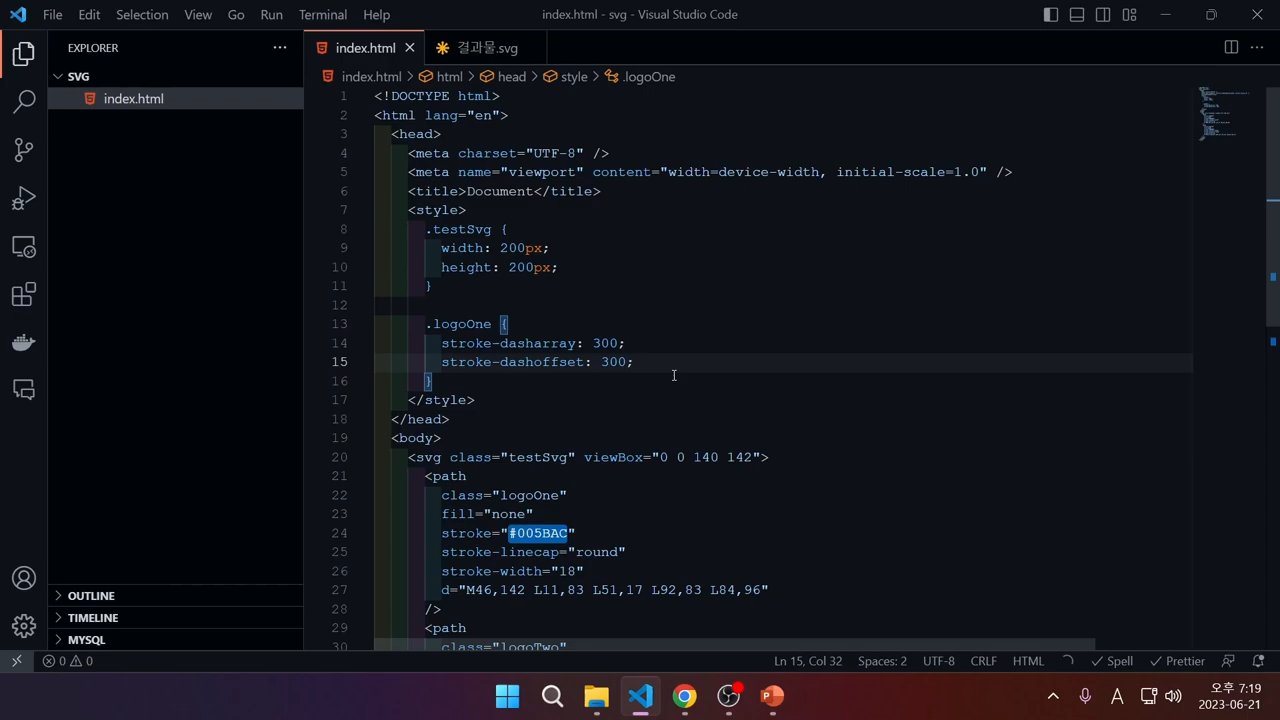 File Edit Selection View Go Run Terminal Help
index.html - svg - Visual Studio Code
EXPLORER
index.html
결과물.svg
SVG
index.html
index.html > html > head > style > .logoOne
1 <!DOCTYPE html>
2 <html lang="en">
3 <head>
4 <meta charset="UTF-8" />
5 <meta name="viewport" content="width=device-width, initial-scale=1.0" />
6 <title>Document</title>
7 <style>
8 .testSvg {
9 width: 200px;
10 height: 200px;
11 }
12
13 .logoOne {
14 stroke-dasharray: 300;
15 stroke-dashoffset: 300;
16 }
17 </style>
18 </head>
19 <body>
20 <svg class="testSvg" viewBox="0 0 140 142">
21 <path
22 class="logoOne"
23 fill="none"
24 stroke="#005BAC"
25 stroke-linecap="round"
26 stroke-width="18"
27 d="M46,142 L11,83 L51,17 L92,83 L84,96"
28 />
29 <path
30 class="logoTwo"
OUTLINE
TIMELINE
MYSQL
0 0
Ln 15, Col 32 Spaces: 2 UTF-8 CRLF HTML Spell Prettier
A
오후 7:19
2023-06-21